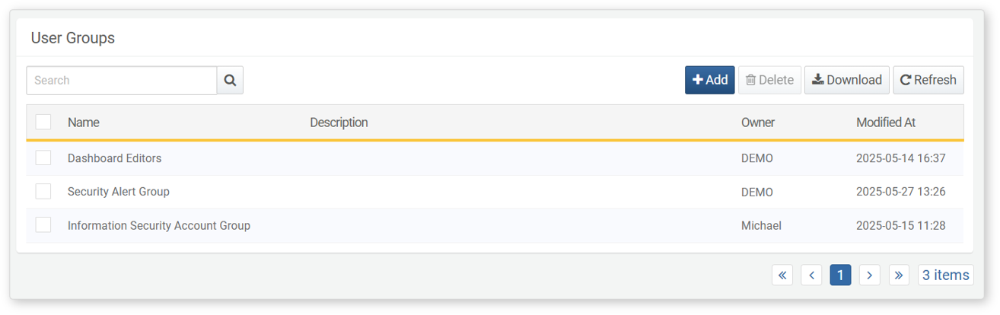 User Groups
Search
Add Delete Download Refresh
Name Description Owner Modified At
Dashboard Editors DEMO 2025-05-14 16:37
Security Alert Group DEMO 2025-05-27 13:26
Information Security Account Group Michael 2025-05-15 11:28
« ‹ 1 › » 3 items